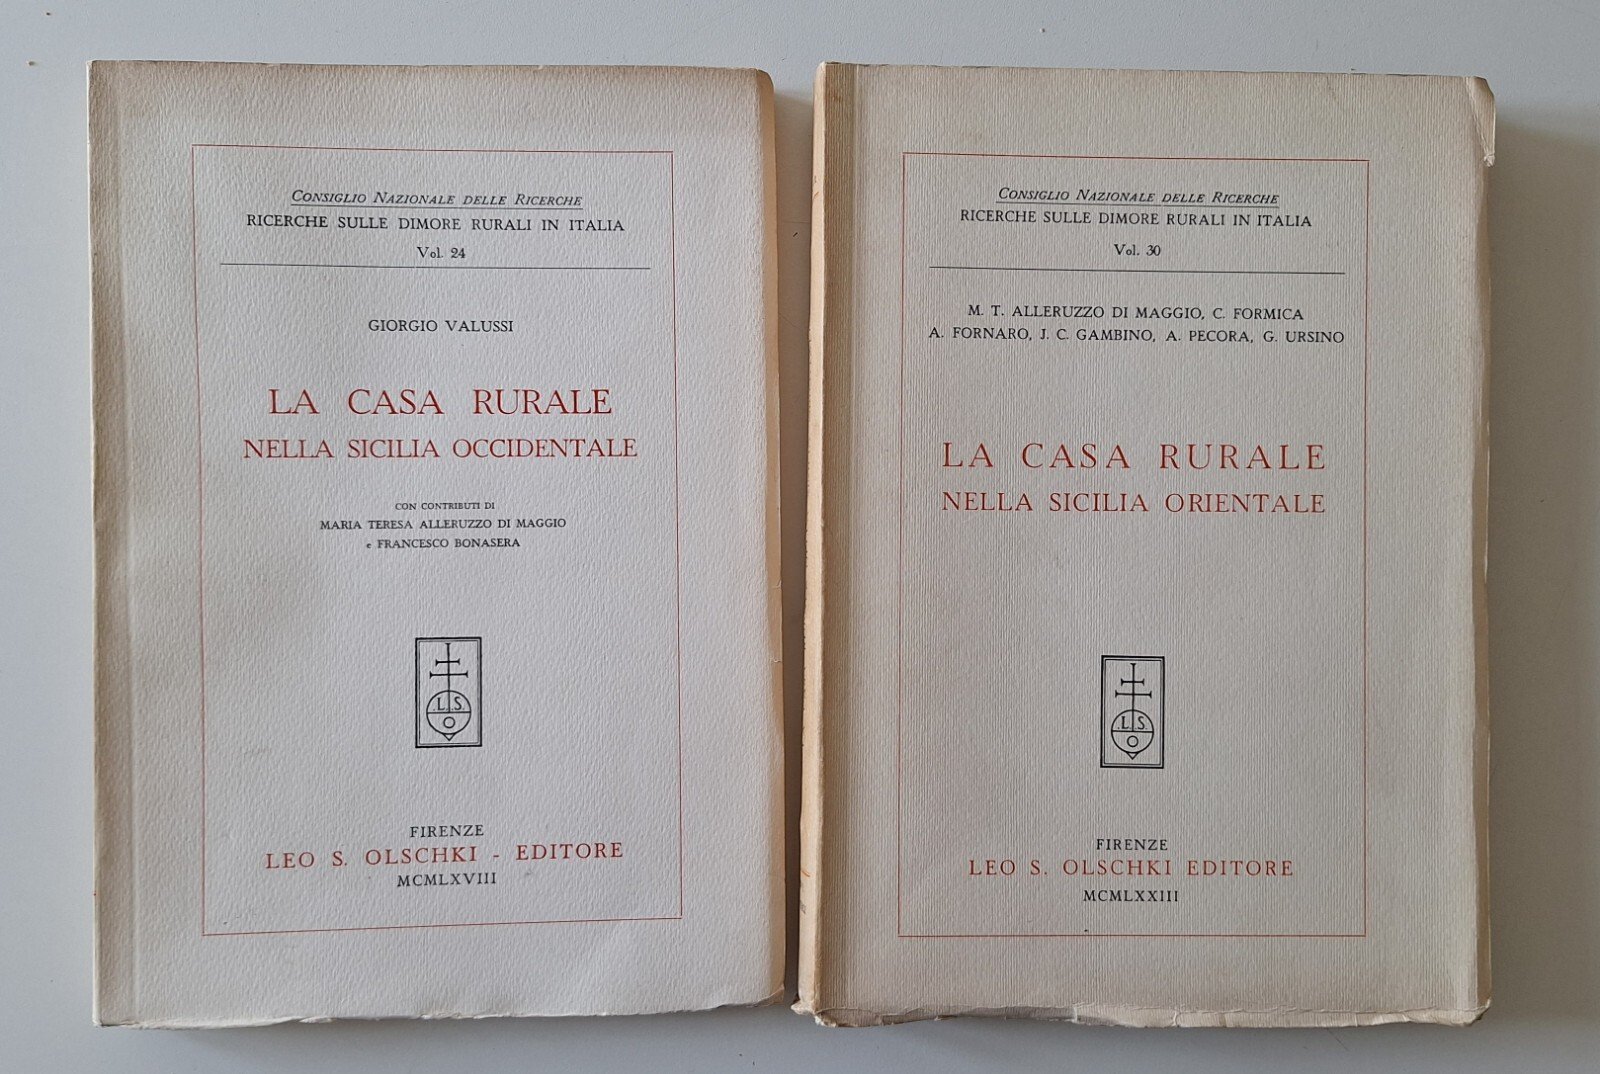 CONSIGLIO NAZIONALE DELLE RICERCHE
RICERCHE SULLE DIMORE RURALI IN ITALIA
Vol. 24
GIORGIO VALUSSI
LA CASA RURALE
NELLA SICILIA OCCIDENTALE
CON CONTRIBUTI DI
MARIA TERESA ALLERUZZO DI MAGGIO
e FRANCESCO BONASERA
.L.S.
FIRENZE
LEO S. OLSCHKI - EDITORE
MCMLXVIII
CONSIGLIO NAZIONALE DELLE RICERCHE
RICERCHE SULLE DIMORE RURALI IN ITALIA
Vol. 30
M. T. ALLERUZZO DI MAGGIO, C. FORMICA
A. FORNARO, J. C. GAMBINO, A. PECORA, G. URSINO
LA CASA RURALE
NELLA SICILIA ORIENTALE
.L.S.
FIRENZE
LEO S. OLSCHKI EDITORE
MCMLXXIII